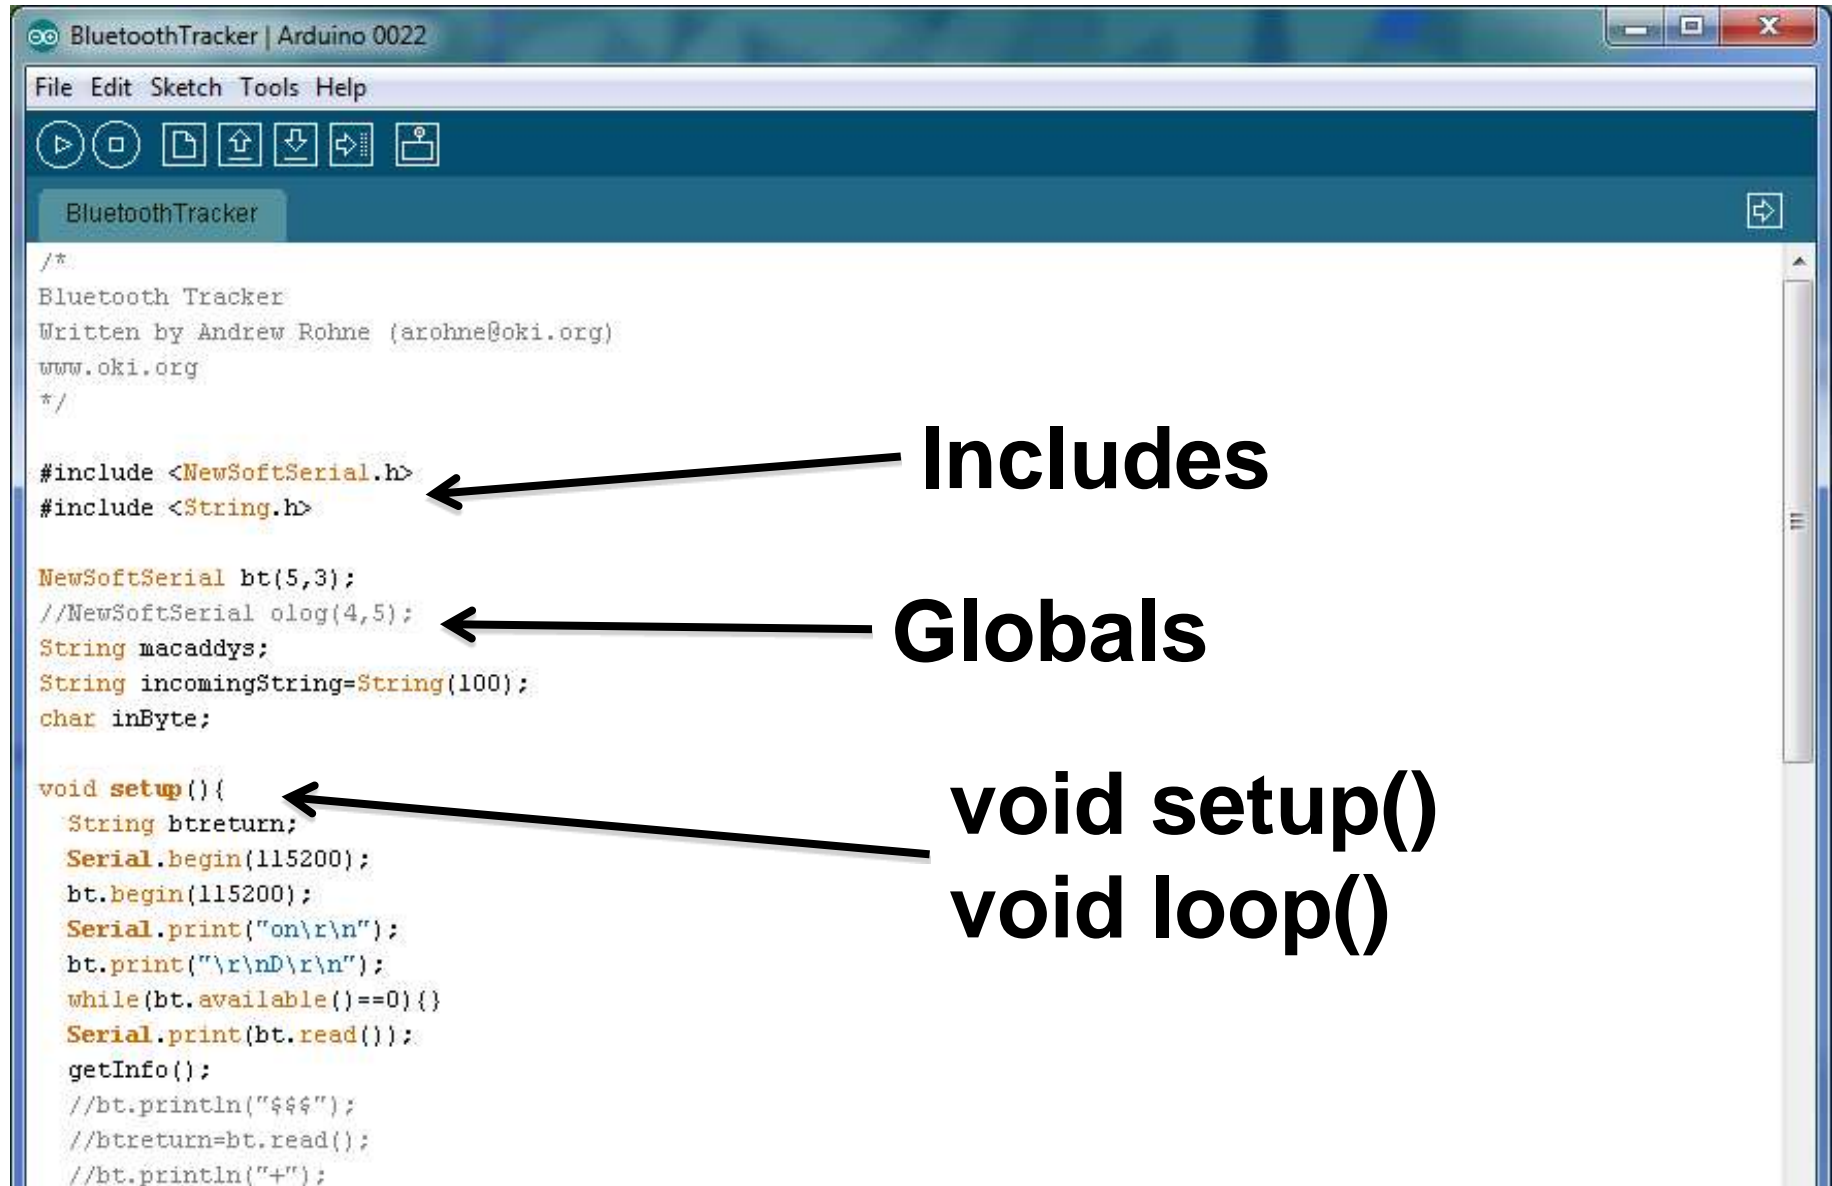 BluetoothTracker | Arduino 0022
File Edit Sketch Tools Help
BluetoothTracker
/*
Bluetooth Tracker
Written by Andrew Rohne (arohne@oki.org)
www.oki.org
*/
#include <NewSoftSerial.h>
#include <String.h>
Includes
NewSoftSerial bt(5,3);
//NewSoftSerial olog(4,5);
String macaddys;
String incomingString=String(100);
char inByte;
Globals
void setup(){
String btreturn;
Serial.begin(115200);
bt.begin(115200);
Serial.print("on\r\n");
bt.print("\r\nD\r\n");
while(bt.available()==0){}
Serial.print(bt.read());
getInfo();
//bt.println("$$$");
//btreturn=bt.read();
//bt.println("+");
void setup()
void loop()